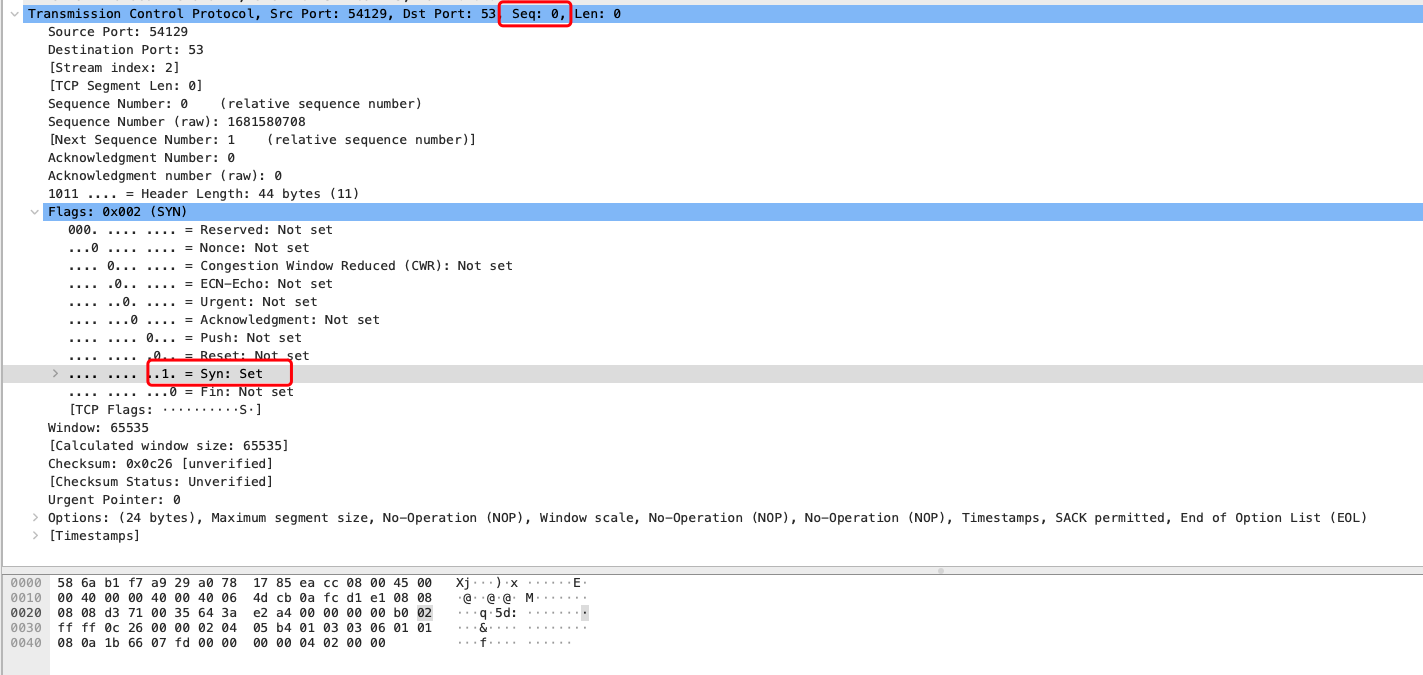 Transmission Control Protocol, Src Port: 54129, Dst Port: 53, Seq: 0, Len: 0
Source Port: 54129
Destination Port: 53
[Stream index: 2]
[TCP Segment Len: 0]
Sequence Number: 0    (relative sequence number)
Sequence Number (raw): 1681580708
[Next Sequence Number: 1    (relative sequence number)]
Acknowledgment Number: 0
Acknowledgment number (raw): 0
1011 .... = Header Length: 44 bytes (11)
Flags: 0x002 (SYN)
000. .... .... = Reserved: Not set
...0 .... .... = Nonce: Not set
.... 0... .... = Congestion Window Reduced (CWR): Not set
.... .0.. .... = ECN-Echo: Not set
.... ..0. .... = Urgent: Not set
.... ...0 .... = Acknowledgment: Not set
.... .... 0... = Push: Not set
.... .... .0.. = Reset: Not set
.... .... ..1. = Syn: Set
.... .... ...0 = Fin: Not set
[TCP Flags: ··········S·]
Window: 65535
[Calculated window size: 65535]
Checksum: 0x0c26 [unverified]
[Checksum Status: Unverified]
Urgent Pointer: 0
Options: (24 bytes), Maximum segment size, No-Operation (NOP), Window scale, No-Operation (NOP), No-Operation (NOP), Timestamps, SACK permitted, End of Option List (EOL)
[Timestamps]
0000 58 6a b1 f7 a9 29 a0 78 17 85 ea cc 08 00 45 00 Xj···)·x ······E·
0010 00 40 00 00 40 00 40 06 4d cb 0a fc d1 e1 08 08 ·@··@·@· M·······
0020 08 08 d3 71 00 35 64 3a e2 a4 00 00 00 00 b0 02 ···q·5d: ········
0030 ff ff 0c 26 00 00 02 04 05 b4 01 03 03 06 01 01 ···&···· ········
0040 08 0a 1b 66 07 fd 00 00 00 00 04 02 00 00 ···f···· ······